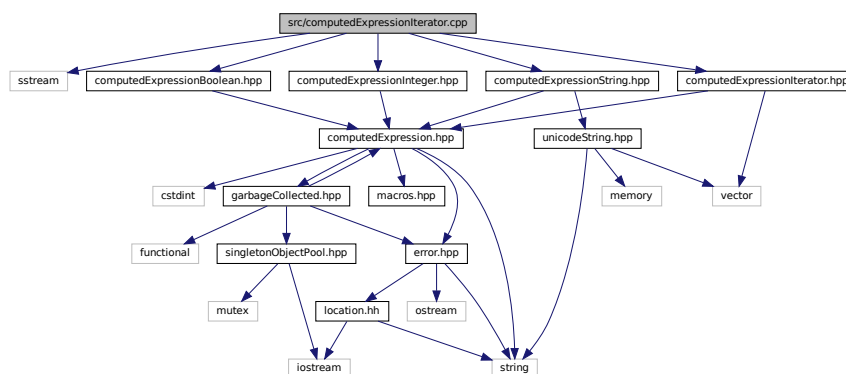 src/computedExpressionIterator.cpp
sstream
computedExpressionBoolean.hpp
computedExpressionInteger.hpp
computedExpressionString.hpp
computedExpressionIterator.hpp
computedExpression.hpp
unicodeString.hpp
cstdint
garbageCollected.hpp
macros.hpp
memory
vector
functional
singletonObjectPool.hpp
error.hpp
mutex
location.hh
ostream
iostream
string